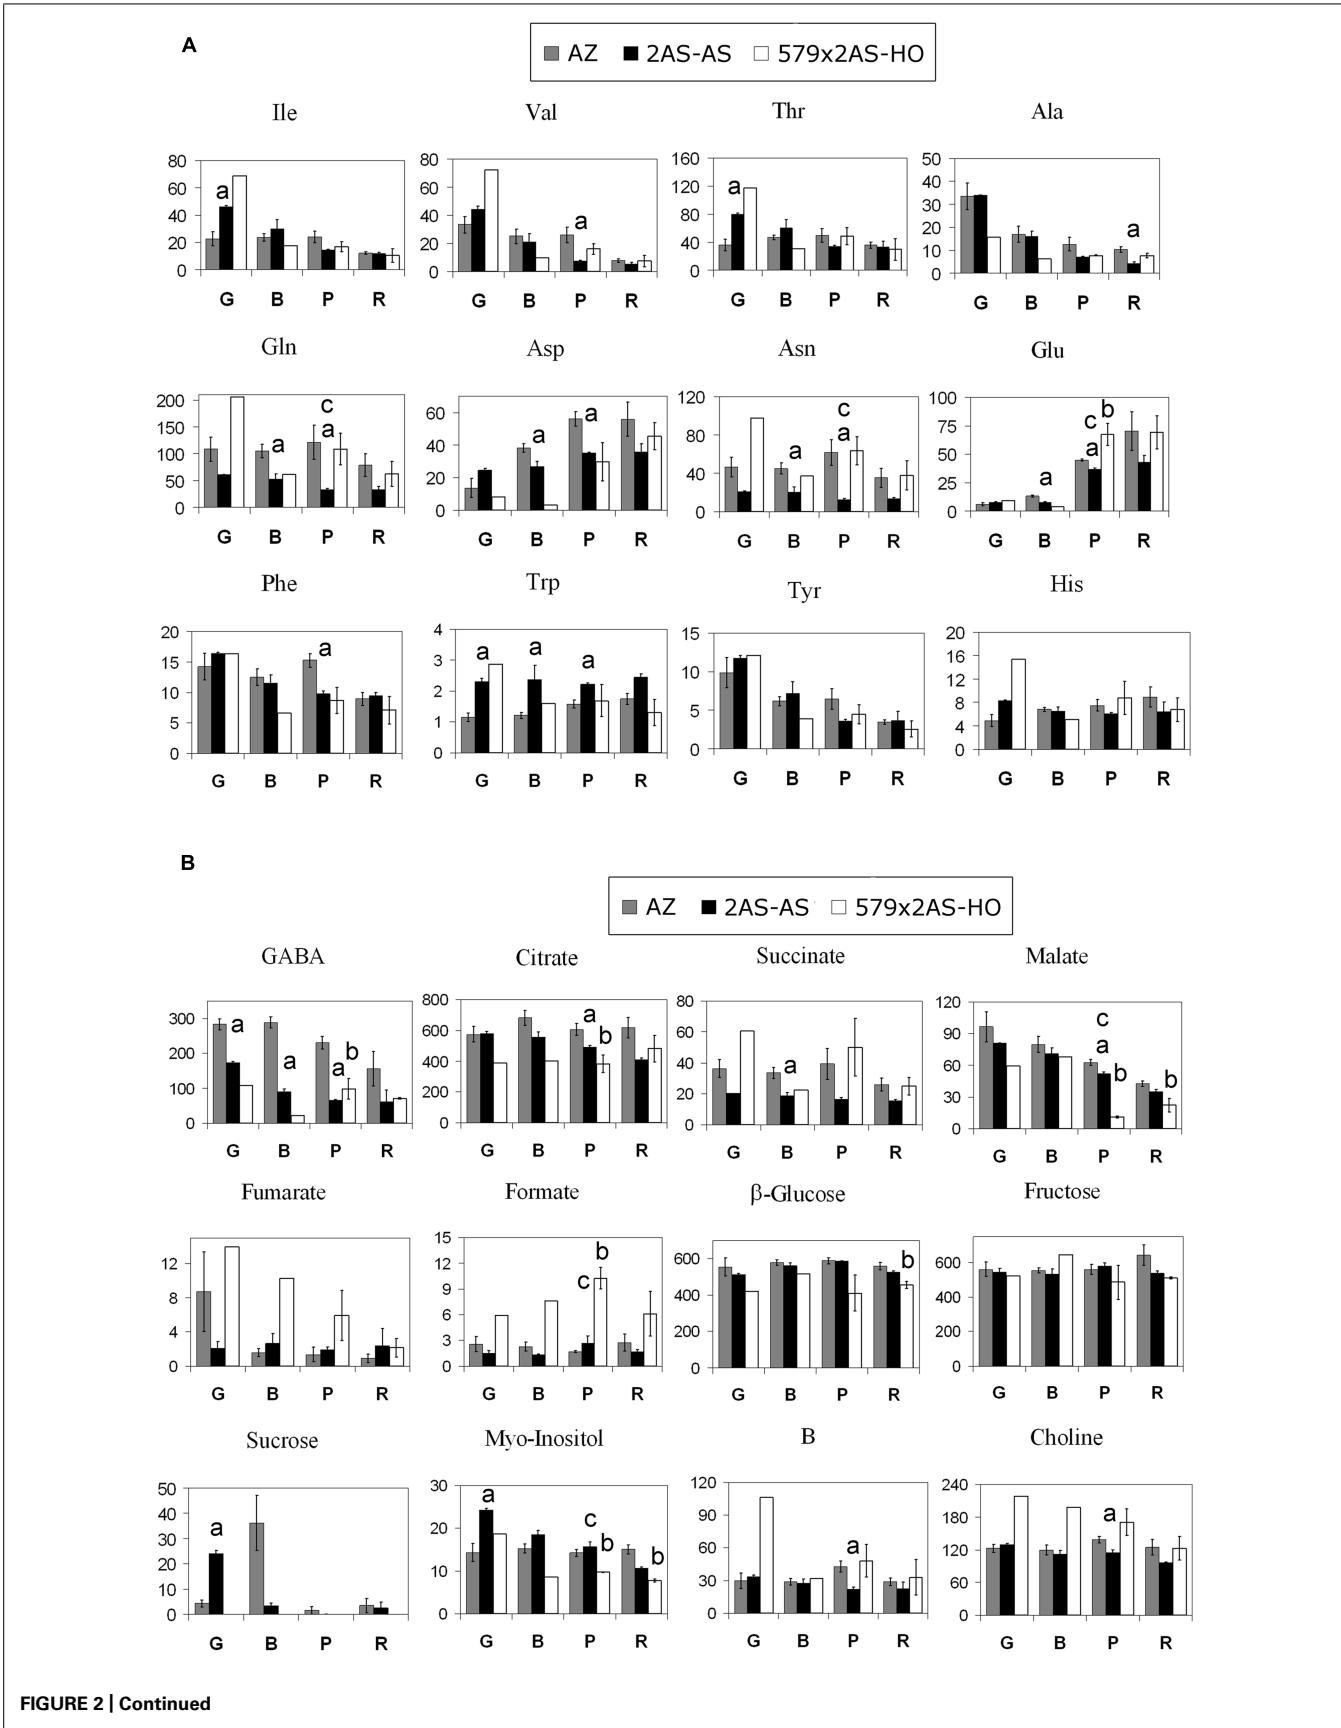 A
AZ 2AS-AS 579x2AS-HO
Ile Val Thr Ala
80 60 40 20 0 a G B P R
80 60 40 20 0 a G B P R
160 120 80 40 0 a G B P R
50 40 30 20 10 0 a G B P R
Gln Asp Asn Glu
200 150 100 50 0 a c a G B P R
60 40 20 0 a a G B P R
120 80 40 0 a c a G B P R
100 75 50 25 0 a c a b G B P R
Phe Trp Tyr His
20 15 10 5 0 a G B P R
4 3 2 1 0 a a a G B P R
15 10 5 0 G B P R
20 16 12 8 4 0 G B P R
B
AZ 2AS-AS 579x2AS-HO
GABA Citrate Succinate Malate
300 200 100 0 a a a b G B P R
800 600 400 200 0 a b G B P R
80 60 40 20 0 a G B P R
120 90 60 30 0 c a b b G B P R
Fumarate Formate β-Glucose Fructose
12 8 4 0 G B P R
15 12 9 6 3 0 c b G B P R
600 400 200 0 b G B P R
600 400 200 0 G B P R
Sucrose Myo-Inositol B Choline
50 40 30 20 10 0 a G B P R
30 20 10 0 a c b b G B P R
120 90 60 30 0 a G B P R
240 180 120 60 0 a G B P R
FIGURE 2 | Continued